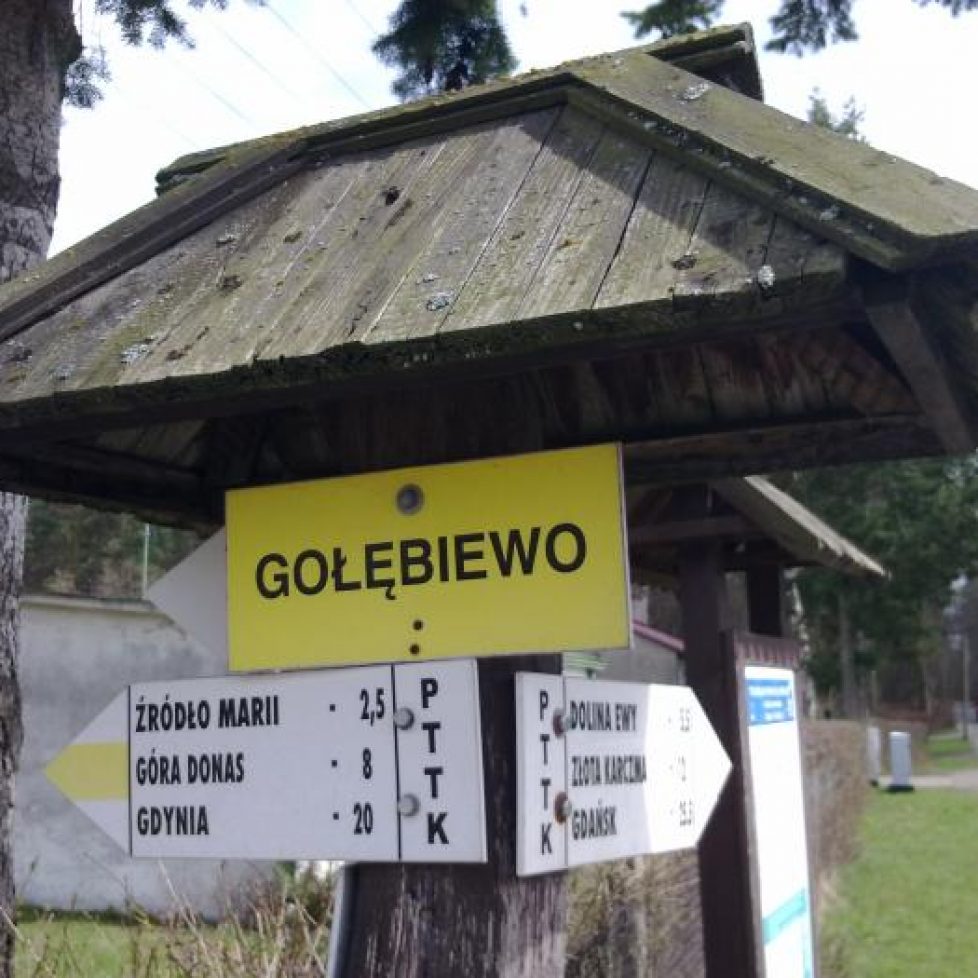 GOŁĘBIEWO
ŹRÓDŁO MARII · 2,5
GÓRA DONAS · 8
GDYNIA · 20
PTTK
PTTK
DOLINA EWY
ZŁOTA KARCZMA
GDAŃSK